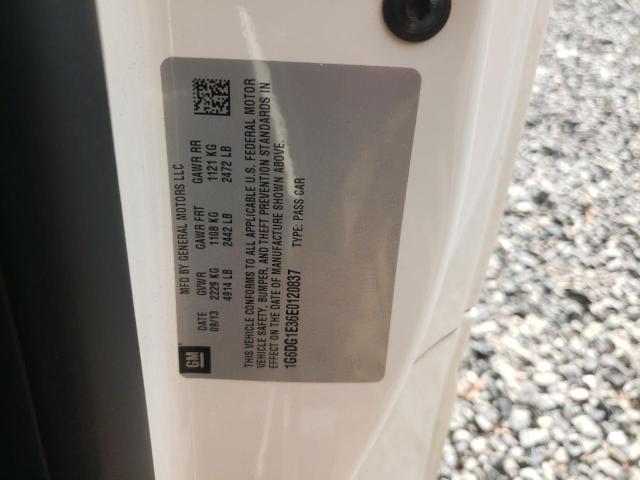 MFD BY GENERAL MOTORS LLC
DATE GVWR GAWR FRT GAWR RR
09/13 2229 KG 1108 KG 1121 KG
4914 LB 2442 LB 2472 LB
GM
THIS VEHICLE CONFORMS TO ALL APPLICABLE U.S. FEDERAL MOTOR
VEHICLE SAFETY, BUMPER, AND THEFT PREVENTION STANDARDS IN
EFFECT ON THE DATE OF MANUFACTURE SHOWN ABOVE.
1G6DG1E36E0120837 TYPE: PASS CAR